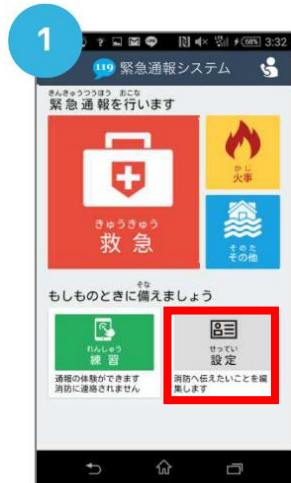 1
68% 3:32
119 緊急通報システム
きんきゅうつうほう おこな
緊急通報を行います
きゅうきゅう
救急
かじ
火事
そのた
その他
そな
もしものときに備えましょう
れんしゅう
練習
通報の体験ができます
消防に連絡されません
せってい
設定
消防へ伝えたいことを編
集します